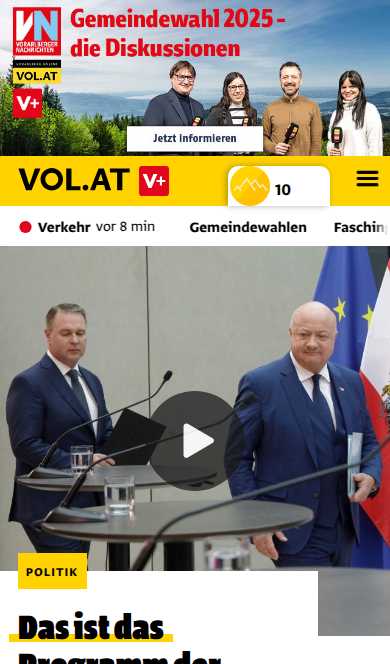 Gemeindewahl 2025 –
die Diskussionen
VN
VORARLBERGER
NACHRICHTEN
VORARLBERG ONLINE
VOL.AT
V+
Jetzt informieren
VOL.AT V+
10
Verkehr vor 8 min Gemeindewahlen Fasching
POLITIK
Das ist das
Programm der